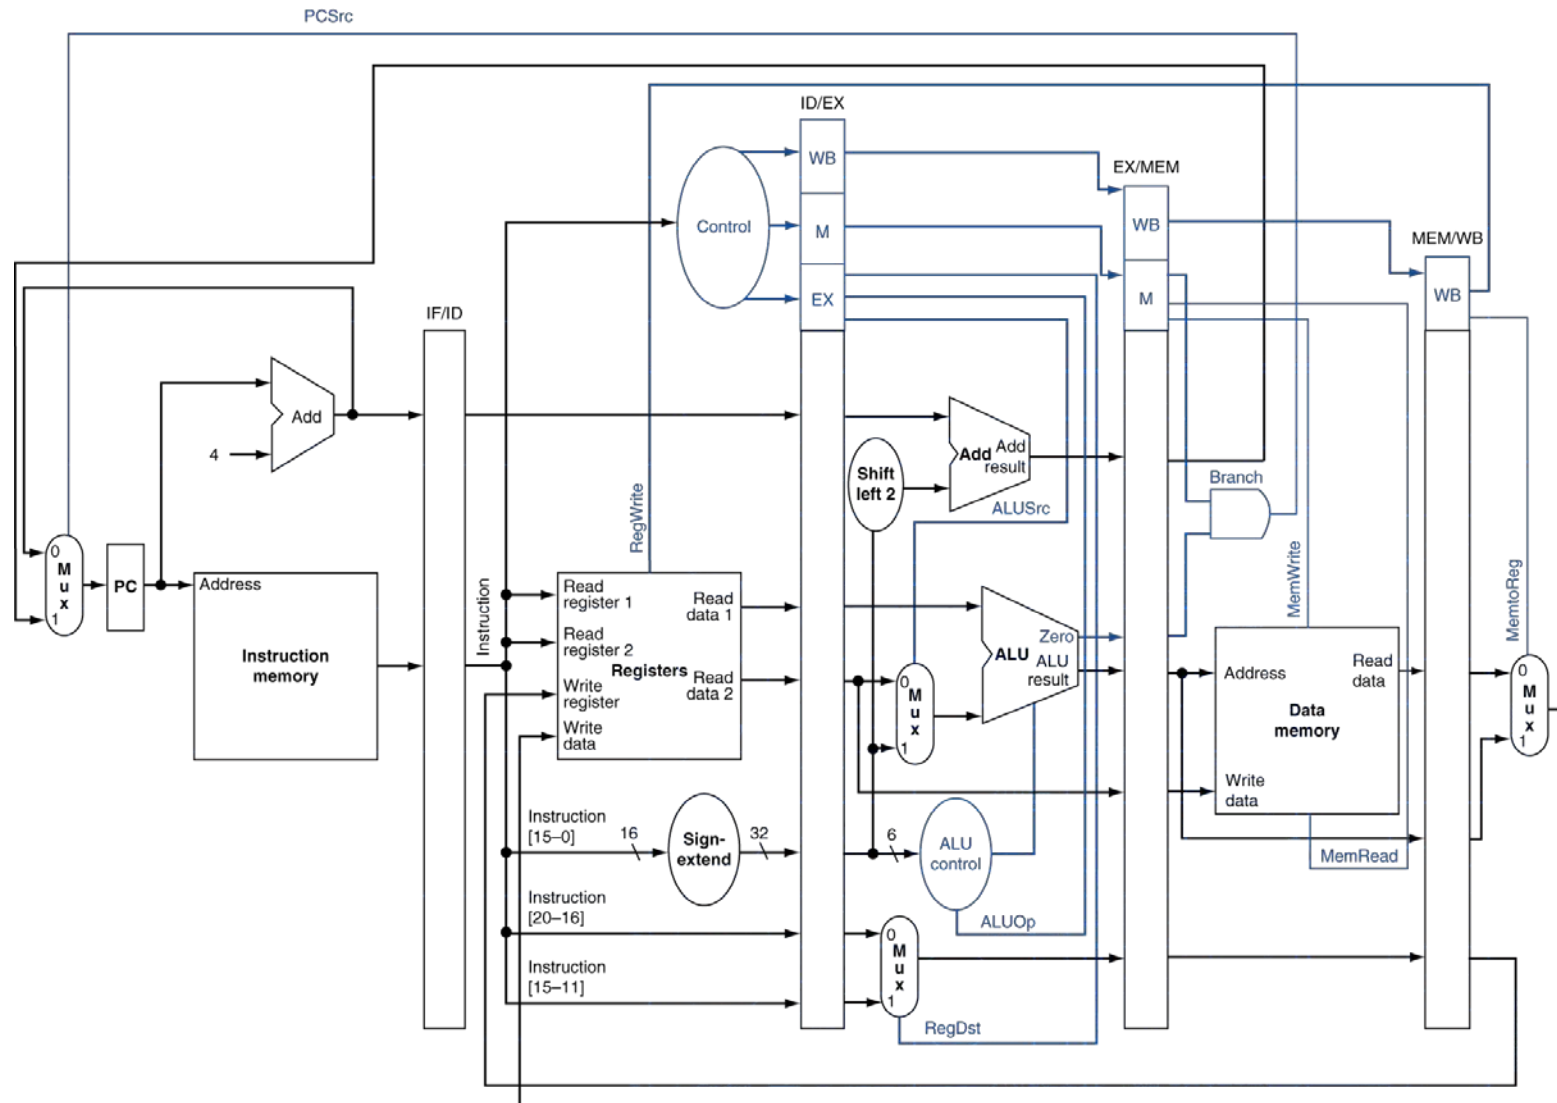 PCSrc
ID/EX
WB
EX/MEM
Control
M
WB
MEM/WB
EX
M
WB
IF/ID
Add
4
Add Add
result
Shift
left 2
Branch
ALUSrc
RegWrite
MemWrite
MemtoReg
0
M
u
x
1
PC
Address
Instruction
memory
Instruction
Read
register 1
Read
data 1
Read
register 2
Registers
Read
data 2
Write
register
Write
data
Zero
ALU
ALU
result
0
M
u
x
1
Address
Read
data
Data
memory
Write
data
MemRead
0
M
u
x
1
Instruction
[15–0]
16
Sign-
extend
32
6
ALU
control
Instruction
[20–16]
ALUOp
0
M
u
x
1
Instruction
[15–11]
RegDst